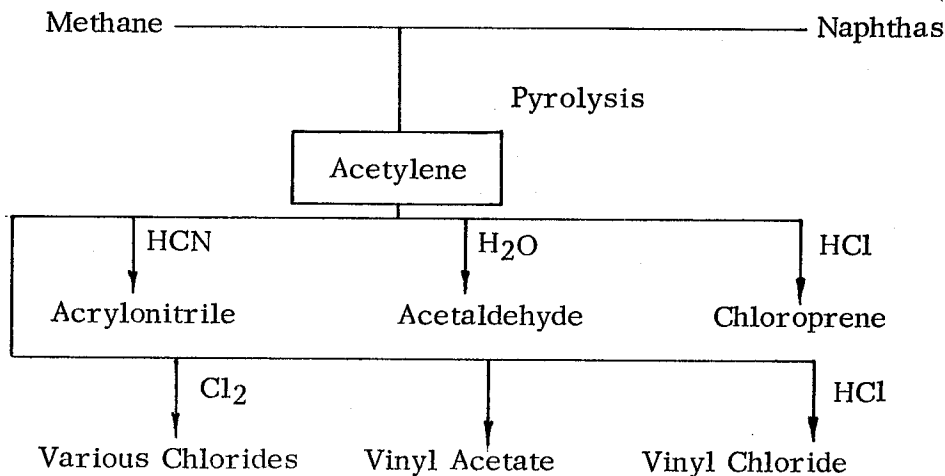 Methane
Naphthas
Pyrolysis
Acetylene
HCN
H2O
HCl
Acrylonitrile
Acetaldehyde
Chloroprene
Cl2
HCl
Various Chlorides
Vinyl Acetate
Vinyl Chloride